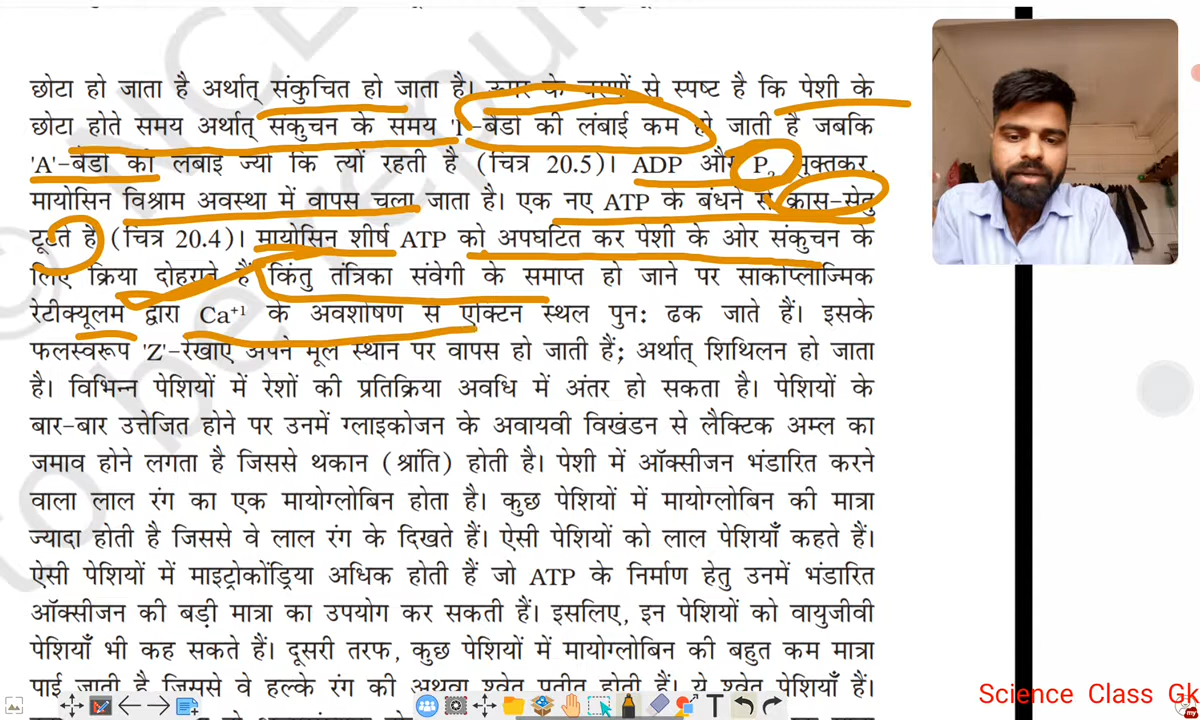 छोटा हो जाता है अर्थात् संकुचित हो जाता है। ऊपर के चरणों से स्पष्ट है कि पेशी के
छोटा होते समय अर्थात् संकुचन के समय 'I'-बैंडों की लंबाई कम हो जाती है जबकि
'A'-बैंडों की लंबाई ज्यों कि त्यों रहती है (चित्र 20.5)। ADP और P मुक्तकर,
मायोसिन विश्राम अवस्था में वापस चला जाता है। एक नए ATP के बंधने से क्रास-सेतु
टूटते है (चित्र 20.4)। मायोसिन शीर्ष ATP को अपघटित कर पेशी के ओर संकुचन के
लिए क्रिया दोहराते हैं किंतु तंत्रिका संवेगी के समाप्त हो जाने पर सार्कोप्लाज्मिक
रेटीक्यूलम द्वारा Ca+1 के अवशोषण से एक्टिन स्थल पुन: ढक जाते हैं। इसके
फलस्वरूप 'Z'-रेखाएँ अपने मूल स्थान पर वापस हो जाती हैं; अर्थात् शिथिलन हो जाता
है। विभिन्न पेशियों में रेशों की प्रतिक्रिया अवधि में अंतर हो सकता है। पेशियों के
बार-बार उत्तेजित होने पर उनमें ग्लाइकोजन के अवायवी विखंडन से लैक्टिक अम्ल का
जमाव होने लगता है जिससे थकान (श्रांति) होती है। पेशी में ऑक्सीजन भंडारित करने
वाला लाल रंग का एक मायोग्लोबिन होता है। कुछ पेशियों में मायोग्लोबिन की मात्रा
ज्यादा होती है जिससे वे लाल रंग के दिखते हैं। ऐसी पेशियों को लाल पेशियाँ कहते हैं।
ऐसी पेशियों में माइट्रोकोंड्रिया अधिक होती हैं जो ATP के निर्माण हेतु उनमें भंडारित
ऑक्सीजन की बड़ी मात्रा का उपयोग कर सकती हैं। इसलिए, इन पेशियों को वायुजीवी
पेशियाँ भी कह सकते हैं। दूसरी तरफ, कुछ पेशियों में मायोग्लोबिन की बहुत कम मात्रा
पाई जाती है जिससे वे हल्के रंग की अथवा श्वेत प्रतीत होती हैं। ये श्वेत पेशियाँ हैं।
Science Class Gk